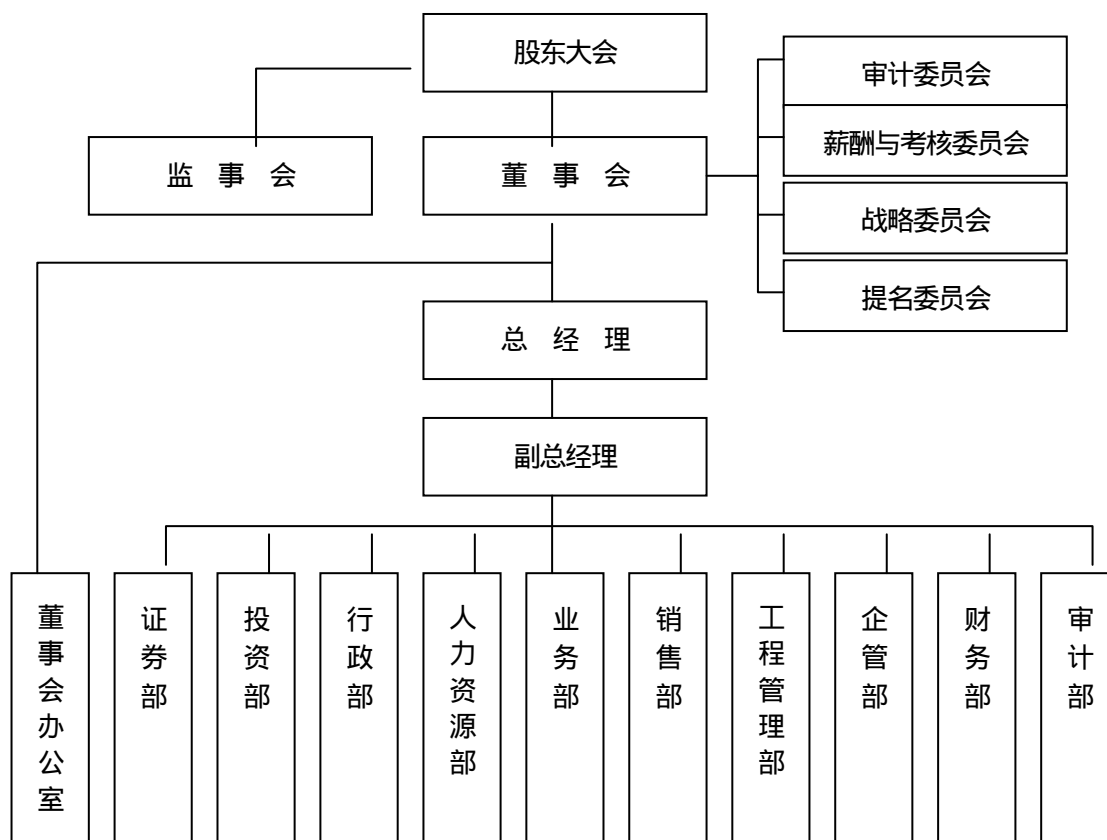 股东大会
审计委员会
薪酬与考核委员会
监事会
董事会
战略委员会
提名委员会
总经理
副总经理
董事会办公室
证券部
投资部
行政部
人力资源部
业务部
销售部
工程管理部
企管部
财务部
审计部